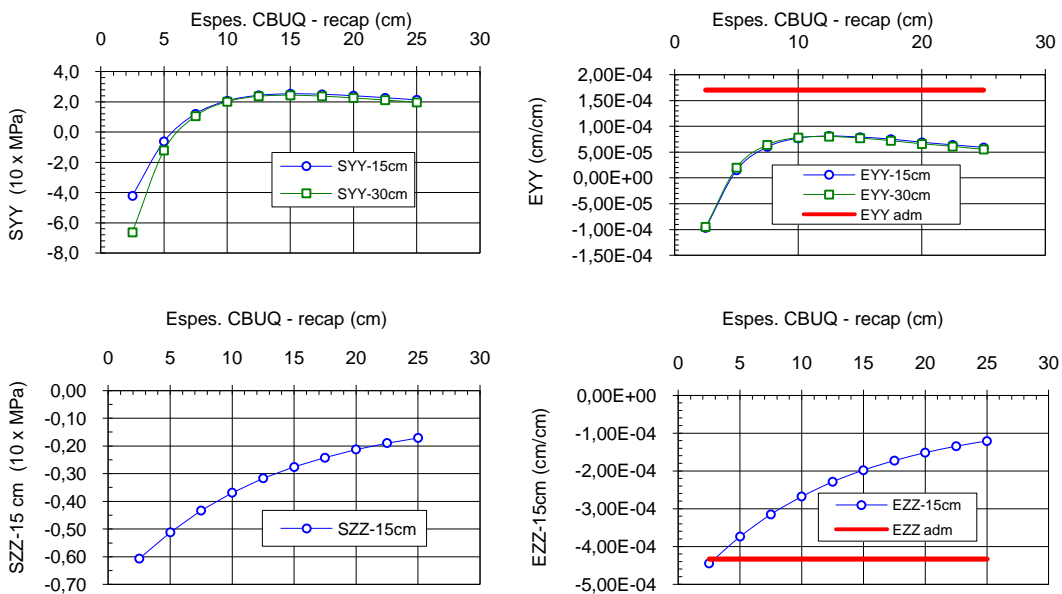 Espes. CBUQ - recap (cm)
0 5 10 15 20 25 30
4,0
2,0
0,0
-2,0
-4,0
-6,0
-8,0
SYY (10 x MPa)
SYY-15cm
SYY-30cm
Espes. CBUQ - recap (cm)
0 10 20 30
2,00E-04
1,50E-04
1,00E-04
5,00E-05
0,00E+00
-5,00E-05
-1,00E-04
-1,50E-04
EYY (cm/cm)
EYY-15cm
EYY-30cm
EYY adm
Espes. CBUQ - recap (cm)
0 5 10 15 20 25 30
0,00
-0,10
-0,20
-0,30
-0,40
-0,50
-0,60
-0,70
SZZ-15 cm (10 x MPa)
SZZ-15cm
Espes. CBUQ - recap (cm)
0 5 10 15 20 25 30
0,00E+00
-1,00E-04
-2,00E-04
-3,00E-04
-4,00E-04
-5,00E-04
EZZ-15cm (cm/cm)
EZZ-15cm
EZZ adm